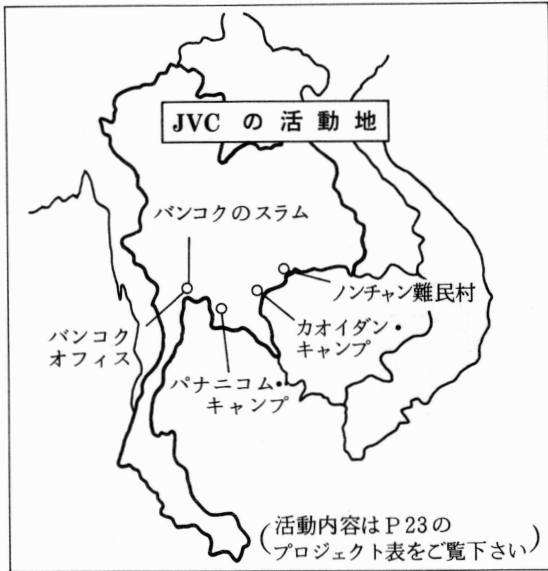 JVC の活動地
バンコクのスラム
ノンチャン難民村
カオイダン・
キャンプ
バンコク
オフィス
パナニコム・
キャンプ
(活動内容はP23の
プロジェクト表をご覧下さい)